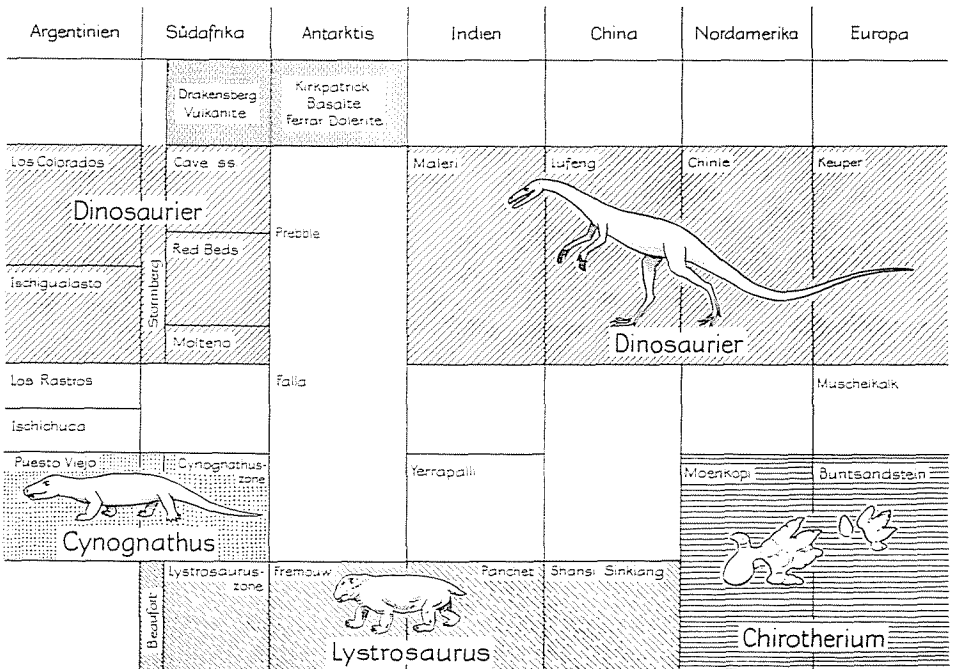 Argentinien
Südafrika
Antarktis
Indien
China
Nordamerika
Europa
Drakensberg
Vulkanite
Kirkpatrick
Basalte
Ferrar Dolerite
Los Colorados
Cave ss
Maleri
Lufeng
Chinle
Keuper
Dinosaurier
Prebble
Red Beds
Ischigualasto
Stormberg
Molteno
Dinosaurier
Los Rastros
Falla
Muschelkalk
Ischichuca
Puesto Viejo
Cynognathus-
zone
Yerrapalli
Moenkopi
Buntsandstein
Cynognathus
Beaufort
Lystrosaurus-
zone
Fremouw
Panchet
Shansi Sinkiang
Lystrosaurus
Chirotherium